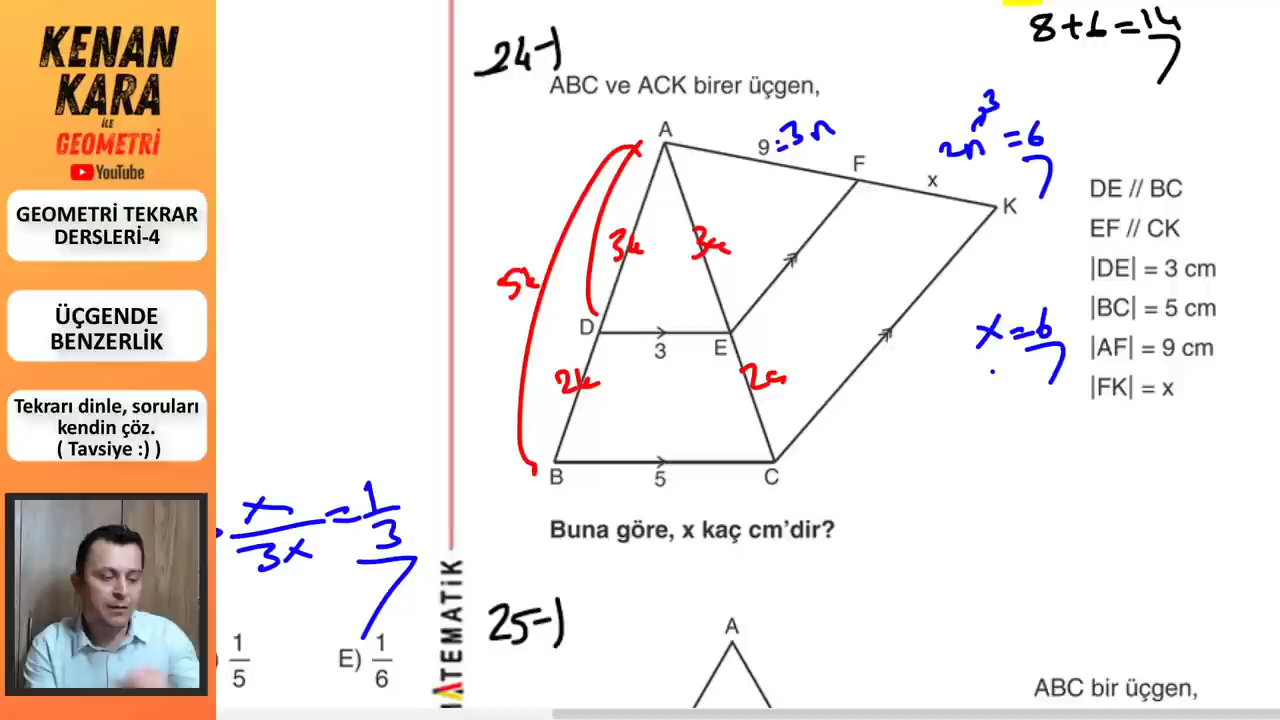 KENAN
KARA
İLE
GEOMETRİ
YouTube
GEOMETRİ TEKRAR
DERSLERİ-4
ÜÇGENDE
BENZERLİK
Tekrarı dinle, soruları
kendin çöz.
( Tavsiye :) )
x/3x = 1/3
1/5
E) 1/6
8+6=14
24-)
ABC ve ACK birer üçgen,
A
9
=3n
F
x
K
2n
3
=6
3k
5k
D
3
E
2k
B
5
C
x=6
DE // BC
EF // CK
|DE| = 3 cm
|BC| = 5 cm
|AF| = 9 cm
|FK| = x
Buna göre, x kaç cm'dir?
25-)
A
ABC bir üçgen,
MATEMATİK